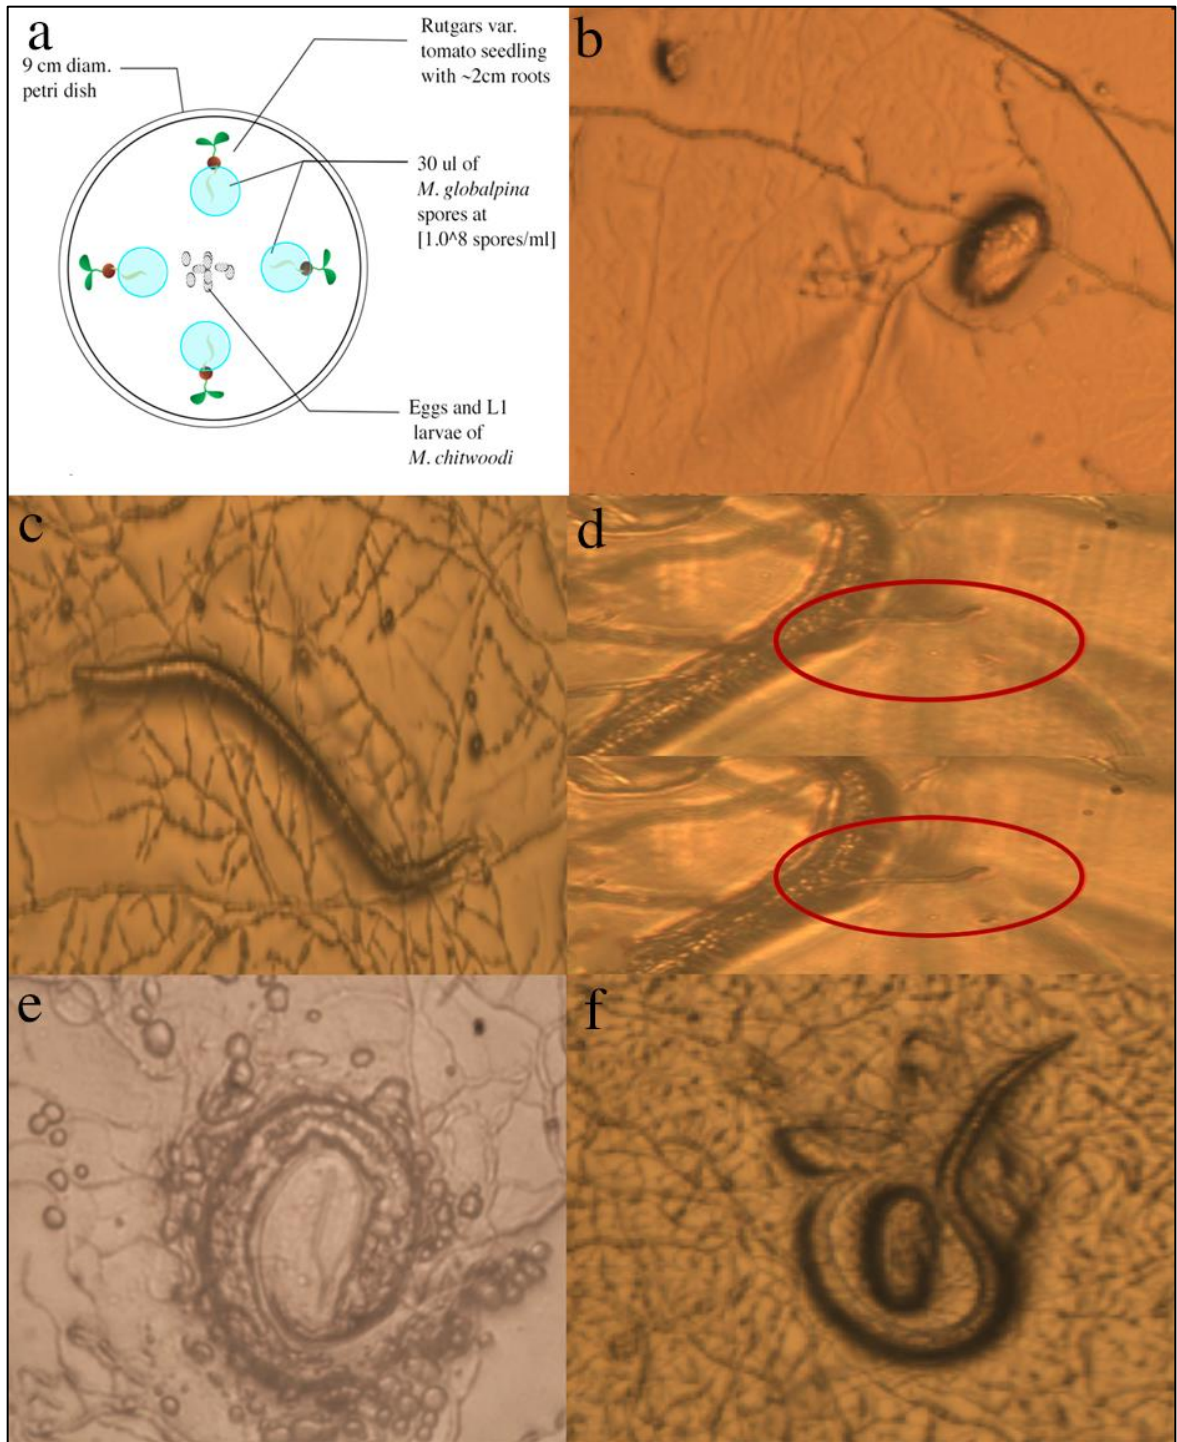 a
9 cm diam.
petri dish
Rutgars var.
tomato seedling
with ~2cm roots
30 ul of
M. globalpina
spores at
[1.0^8 spores/ml]
Eggs and L1
larvae of
M. chitwoodi
b
c
d
e
f